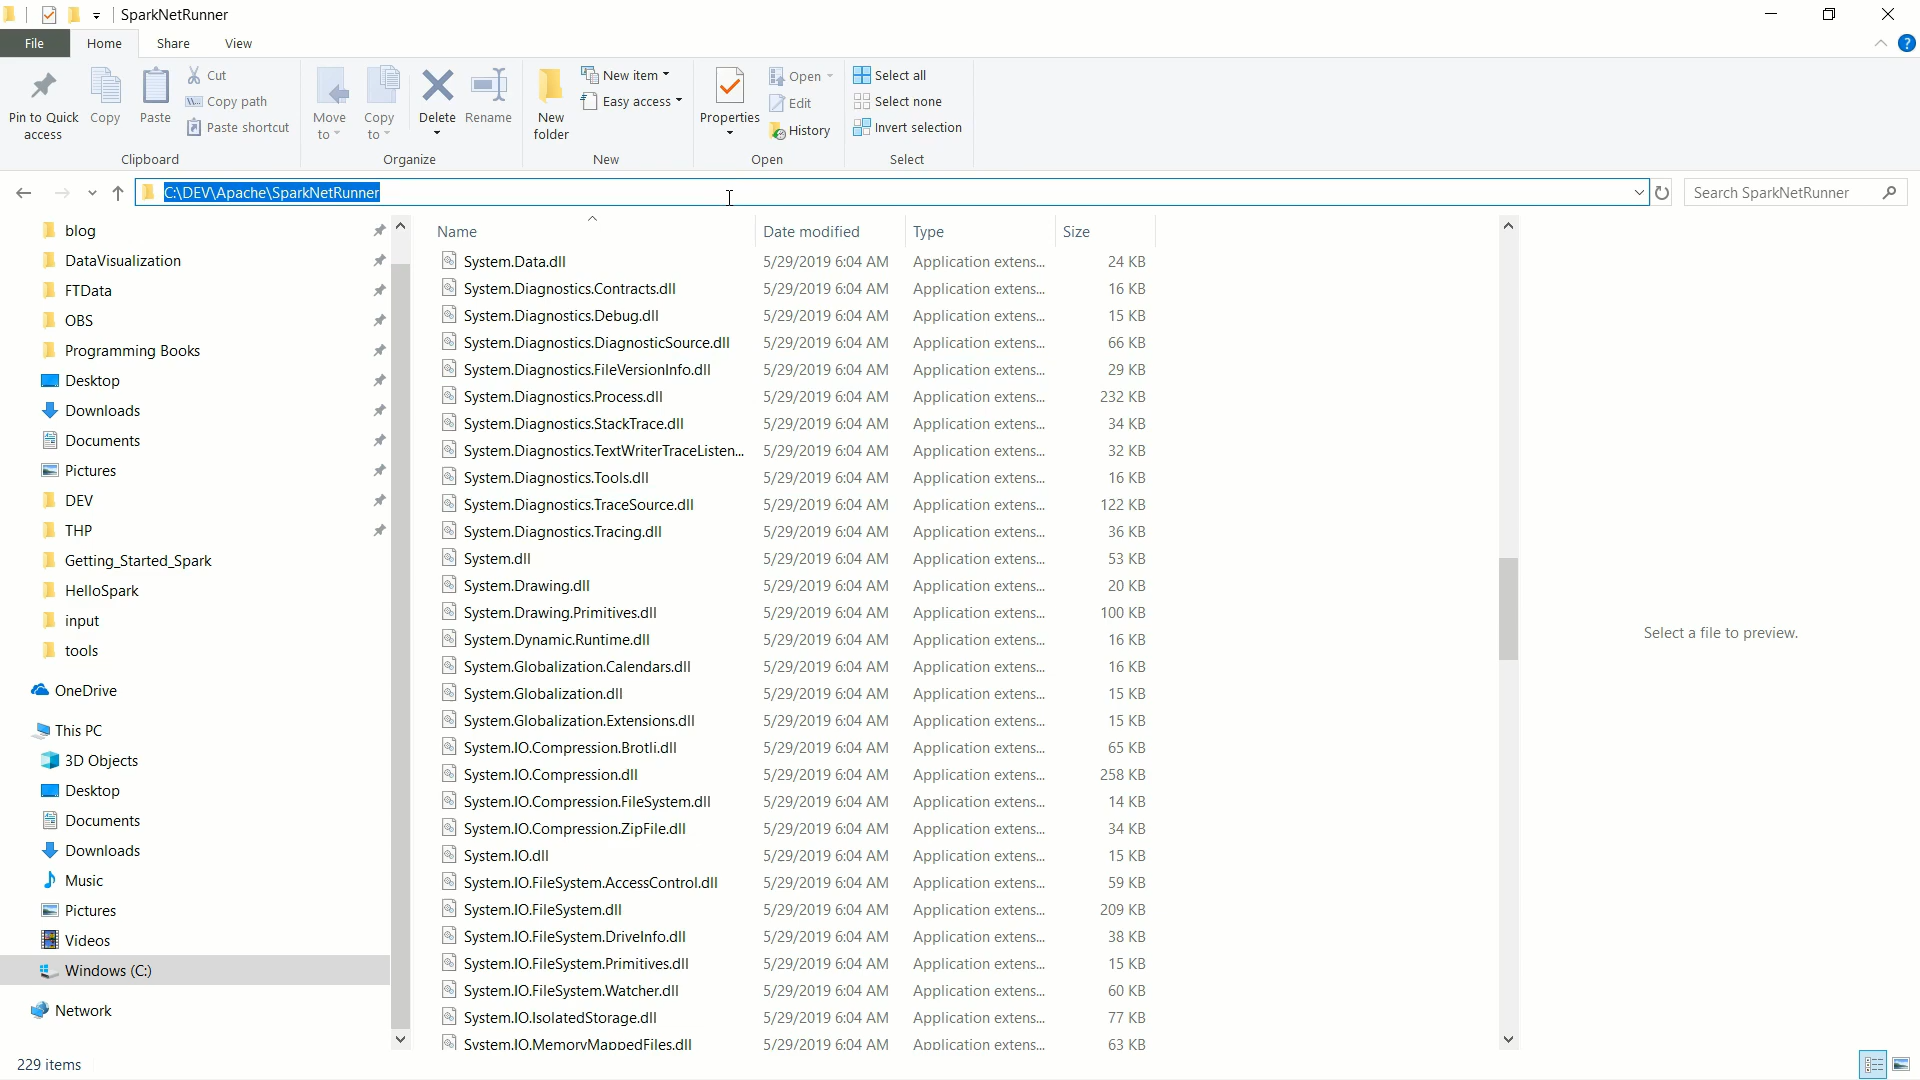 SparkNetRunner
File Home Share View
Pin to Quick access
Copy
Paste
Cut
Copy path
Paste shortcut
Clipboard
Move to
Copy to
Delete
Rename
Organize
New folder
New item
Easy access
New
Properties
Open
Edit
History
Open
Select all
Select none
Invert selection
Select
C:\DEV\Apache\SparkNetRunner
Search SparkNetRunner
blog
DataVisualization
FTData
OBS
Programming Books
Desktop
Downloads
Documents
Pictures
DEV
THP
Getting_Started_Spark
HelloSpark
input
tools
OneDrive
This PC
3D Objects
Desktop
Documents
Downloads
Music
Pictures
Videos
Windows (C:)
Network
Name Date modified Type Size
System.Data.dll 5/29/2019 6:04 AM Application extens... 24 KB
System.Diagnostics.Contracts.dll 5/29/2019 6:04 AM Application extens... 16 KB
System.Diagnostics.Debug.dll 5/29/2019 6:04 AM Application extens... 15 KB
System.Diagnostics.DiagnosticSource.dll 5/29/2019 6:04 AM Application extens... 66 KB
System.Diagnostics.FileVersionInfo.dll 5/29/2019 6:04 AM Application extens... 29 KB
System.Diagnostics.Process.dll 5/29/2019 6:04 AM Application extens... 232 KB
System.Diagnostics.StackTrace.dll 5/29/2019 6:04 AM Application extens... 34 KB
System.Diagnostics.TextWriterTraceListen... 5/29/2019 6:04 AM Application extens... 32 KB
System.Diagnostics.Tools.dll 5/29/2019 6:04 AM Application extens... 16 KB
System.Diagnostics.TraceSource.dll 5/29/2019 6:04 AM Application extens... 122 KB
System.Diagnostics.Tracing.dll 5/29/2019 6:04 AM Application extens... 36 KB
System.dll 5/29/2019 6:04 AM Application extens... 53 KB
System.Drawing.dll 5/29/2019 6:04 AM Application extens... 20 KB
System.Drawing.Primitives.dll 5/29/2019 6:04 AM Application extens... 100 KB
System.Dynamic.Runtime.dll 5/29/2019 6:04 AM Application extens... 16 KB
System.Globalization.Calendars.dll 5/29/2019 6:04 AM Application extens... 16 KB
System.Globalization.dll 5/29/2019 6:04 AM Application extens... 15 KB
System.Globalization.Extensions.dll 5/29/2019 6:04 AM Application extens... 15 KB
System.IO.Compression.Brotli.dll 5/29/2019 6:04 AM Application extens... 65 KB
System.IO.Compression.dll 5/29/2019 6:04 AM Application extens... 258 KB
System.IO.Compression.FileSystem.dll 5/29/2019 6:04 AM Application extens... 14 KB
System.IO.Compression.ZipFile.dll 5/29/2019 6:04 AM Application extens... 34 KB
System.IO.dll 5/29/2019 6:04 AM Application extens... 15 KB
System.IO.FileSystem.AccessControl.dll 5/29/2019 6:04 AM Application extens... 59 KB
System.IO.FileSystem.dll 5/29/2019 6:04 AM Application extens... 209 KB
System.IO.FileSystem.DriveInfo.dll 5/29/2019 6:04 AM Application extens... 38 KB
System.IO.FileSystem.Primitives.dll 5/29/2019 6:04 AM Application extens... 15 KB
System.IO.FileSystem.Watcher.dll 5/29/2019 6:04 AM Application extens... 60 KB
System.IO.IsolatedStorage.dll 5/29/2019 6:04 AM Application extens... 77 KB
System.IO.MemoryMappedFiles.dll 5/29/2019 6:04 AM Application extens... 63 KB
Select a file to preview.
229 items